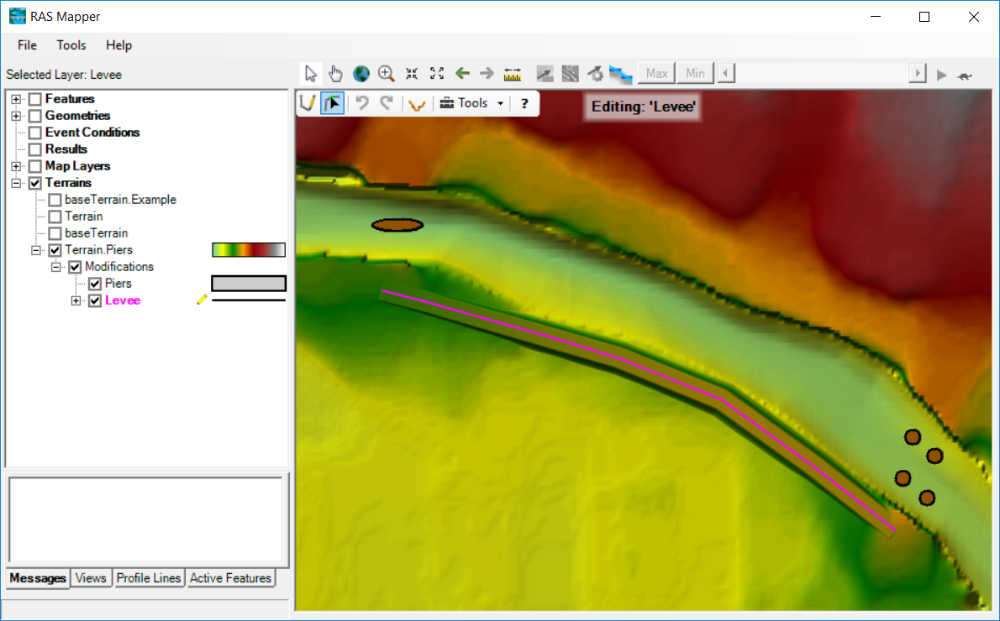 RAS Mapper
File Tools Help
Selected Layer: Levee
Max Min
Tools ?
Editing: 'Levee'
Features
Geometries
Event Conditions
Results
Map Layers
Terrains
baseTerrain.Example
Terrain
baseTerrain
Terrain.Piers
Modifications
Piers
Levee
Messages Views Profile Lines Active Features